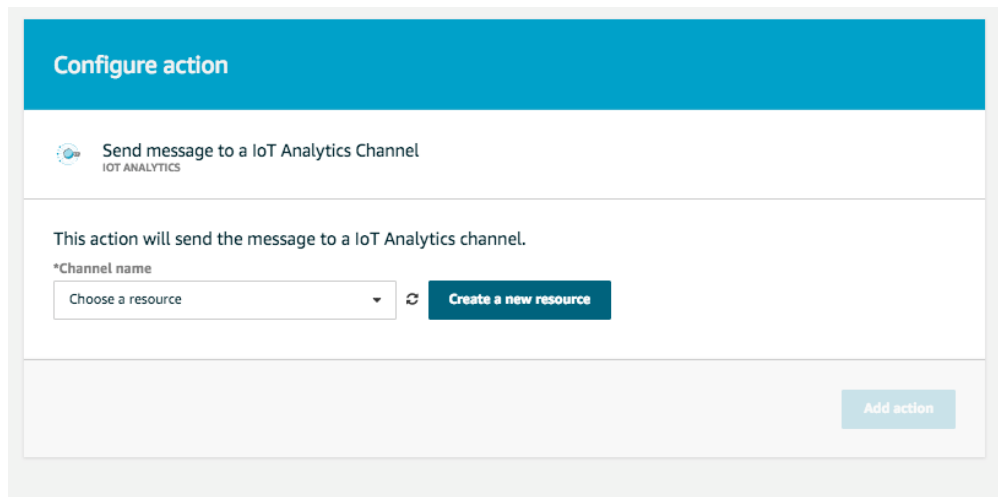 Configure action
Send message to a IoT Analytics Channel
IOT ANALYTICS
This action will send the message to a IoT Analytics channel.
*Channel name
Choose a resource
Create a new resource
Add action